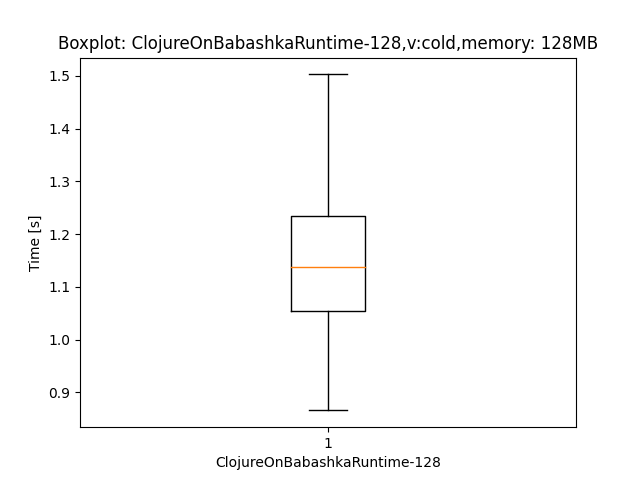 Boxplot: ClojureOnBabashkaRuntime-128,v:cold,memory: 128MB
1.5
1.4
1.3
1.2
1.1
1.0
0.9
Time [s]
1
ClojureOnBabashkaRuntime-128